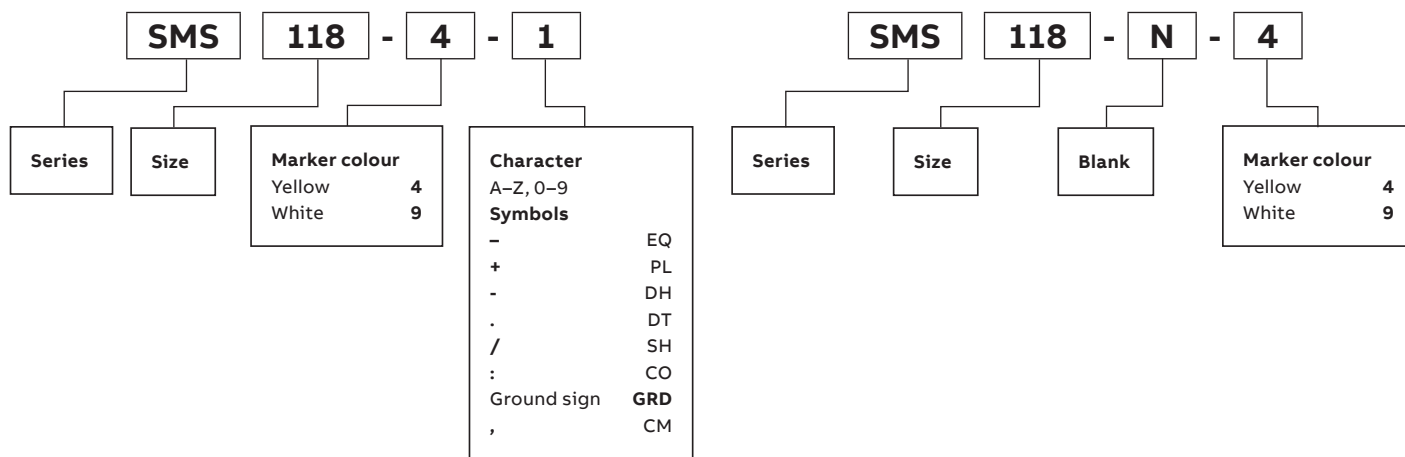 SMS 118 - 4 - 1
Series
Size
Marker colour
Yellow 4
White 9
Character
A–Z, 0–9
Symbols
– EQ
+ PL
- DH
. DT
/ SH
: CO
Ground sign GRD
, CM
SMS 118 - N - 4
Series
Size
Blank
Marker colour
Yellow 4
White 9